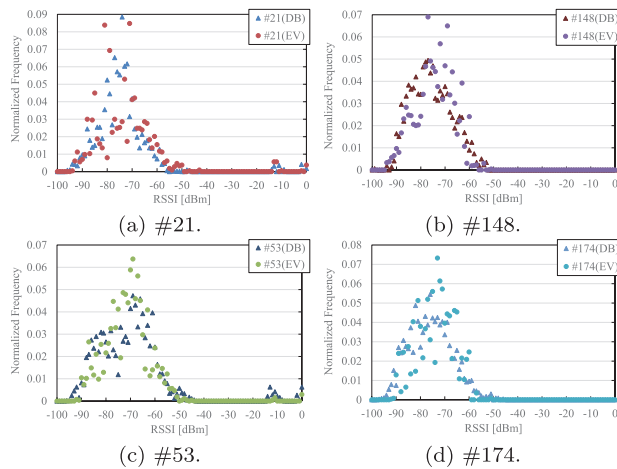 0.09
0.08
0.07
0.06
0.05
0.04
0.03
0.02
0.01
0
Normalized Frequency
#21(DB)
#21(EV)
-100 -90 -80 -70 -60 -50 -40 -30 -20 -10 0
RSSI [dBm]
(a) #21.
0.07
0.06
0.05
0.04
0.03
0.02
0.01
0
Normalized Frequency
#148(DB)
#148(EV)
-100 -90 -80 -70 -60 -50 -40 -30 -20 -10 0
RSSI [dBm]
(b) #148.
0.07
0.06
0.05
0.04
0.03
0.02
0.01
0
Normalized Frequency
#53(DB)
#53(EV)
-100 -90 -80 -70 -60 -50 -40 -30 -20 -10 0
RSSI [dBm]
(c) #53.
0.08
0.07
0.06
0.05
0.04
0.03
0.02
0.01
0
Normalized Frequency
#174(DB)
#174(EV)
-100 -90 -80 -70 -60 -50 -40 -30 -20 -10 0
RSSI [dBm]
(d) #174.